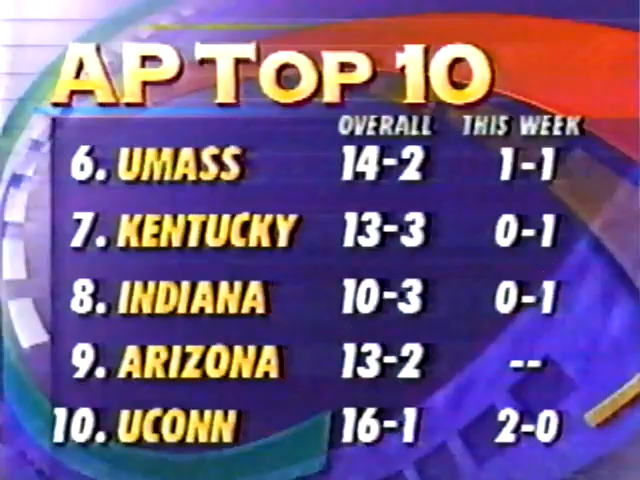 AP TOP 10
OVERALL THIS WEEK
6. UMASS 14-2 1-1
7. KENTUCKY 13-3 0-1
8. INDIANA 10-3 0-1
9. ARIZONA 13-2 --
10. UCONN 16-1 2-0